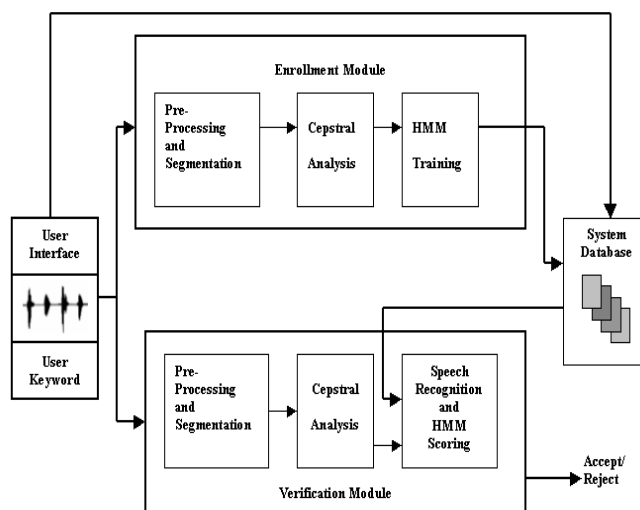 Enrollment Module
Pre-
Processing
and
Segmentation
Cepstral
Analysis
HMM
Training
User
Interface
User
Keyword
System
Database
Pre-
Processing
and
Segmentation
Cepstral
Analysis
Speech
Recognition
and
HMM
Scoring
Verification Module
Accept/
Reject